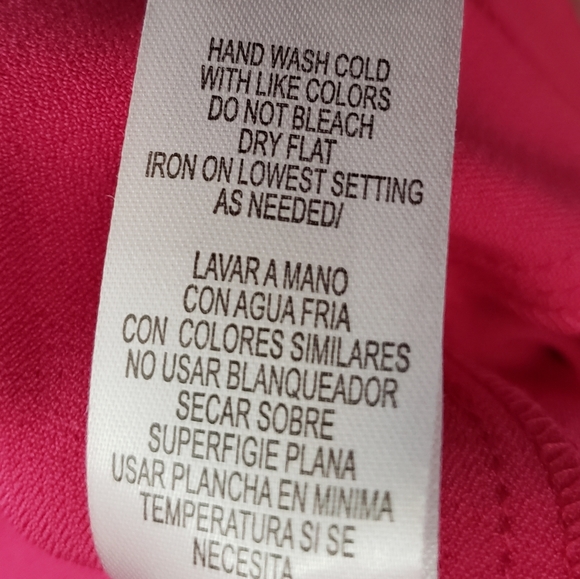 HAND WASH COLD
WITH LIKE COLORS
DO NOT BLEACH
DRY FLAT
IRON ON LOWEST SETTING
AS NEEDED/
LAVAR A MANO
CON AGUA FRIA
CON COLORES SIMILARES
NO USAR BLANQUEADOR
SECAR SOBRE
SUPERFIGIE PLANA
USAR PLANCHA EN MINIMA
TEMPERATURA SI SE
NECESITA